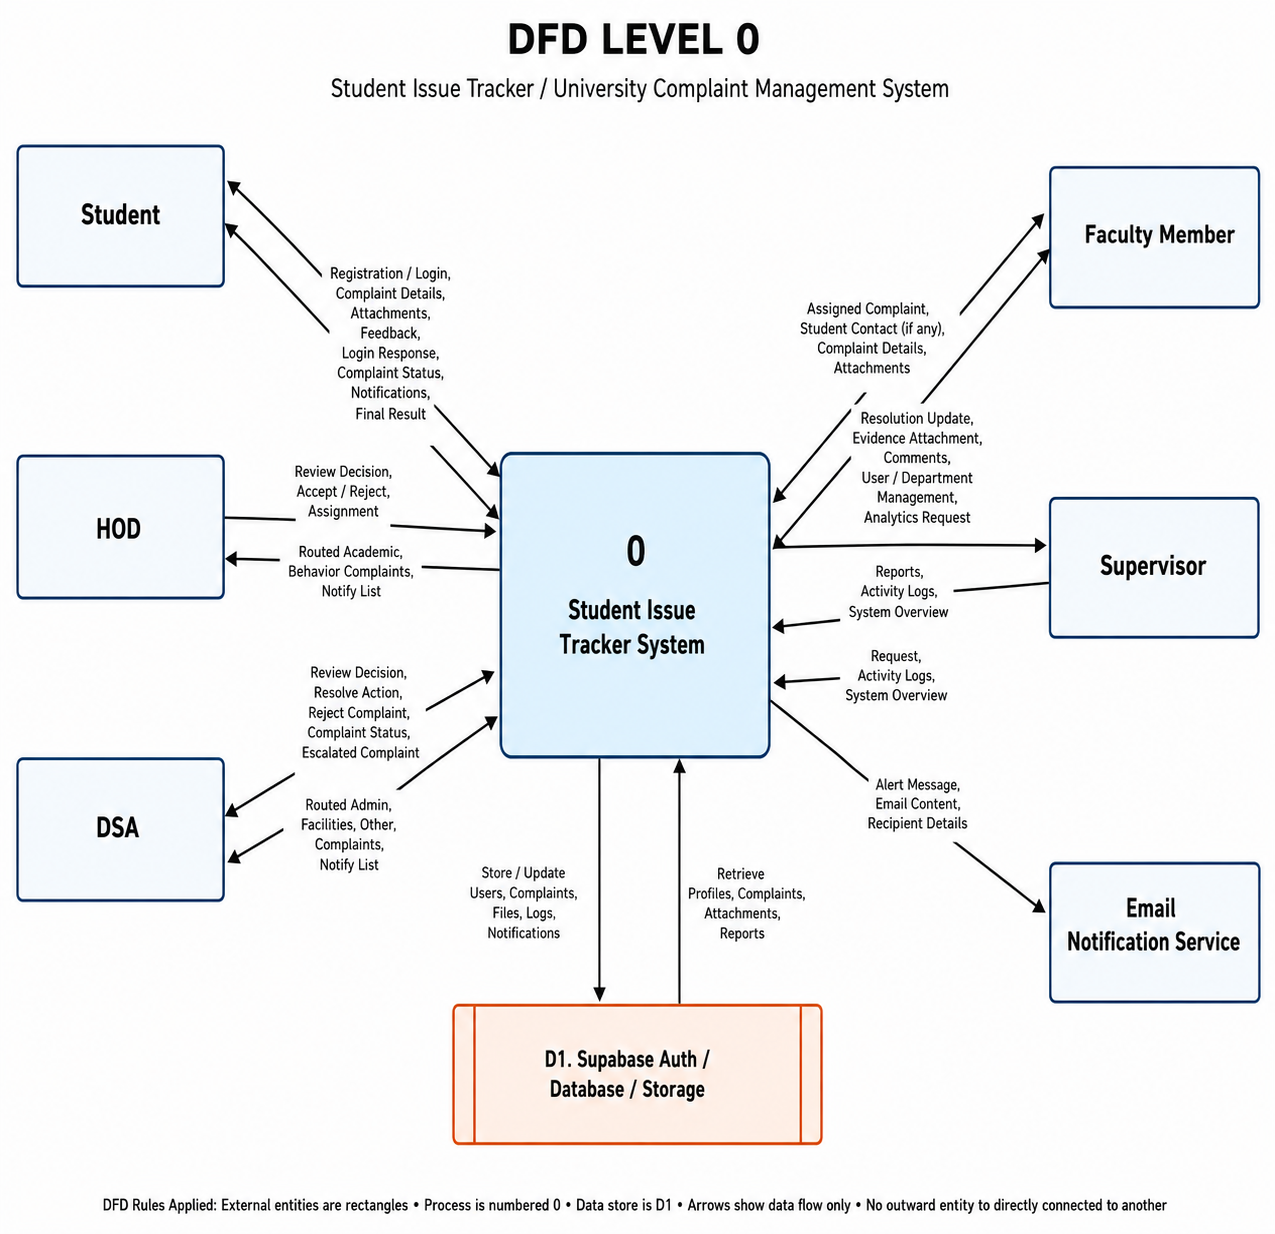 DFD LEVEL 0
Student Issue Tracker / University Complaint Management System
Student
Registration / Login,
Complaint Details,
Attachments,
Feedback,
Login Response,
Complaint Status,
Notifications,
Final Result
Faculty Member
Assigned Complaint,
Student Contact (if any),
Complaint Details,
Attachments
Resolution Update,
Evidence Attachment,
Comments,
User / Department
Management,
Analytics Request
HOD
Review Decision,
Accept / Reject,
Assignment
Routed Academic,
Behavior Complaints,
Notify List
0
Student Issue
Tracker System
Supervisor
Reports,
Activity Logs,
System Overview
Request,
Activity Logs,
System Overview
DSA
Review Decision,
Resolve Action,
Reject Complaint,
Complaint Status,
Escalated Complaint
Routed Admin,
Facilities, Other,
Complaints,
Notify List
Alert Message,
Email Content,
Recipient Details
Email
Notification Service
Store / Update
Users, Complaints,
Files, Logs,
Notifications
Retrieve
Profiles, Complaints,
Attachments,
Reports
D1. Supabase Auth /
Database / Storage
DFD Rules Applied: External entities are rectangles • Process is numbered 0 • Data store is D1 • Arrows show data flow only • No outward entity to directly connected to another